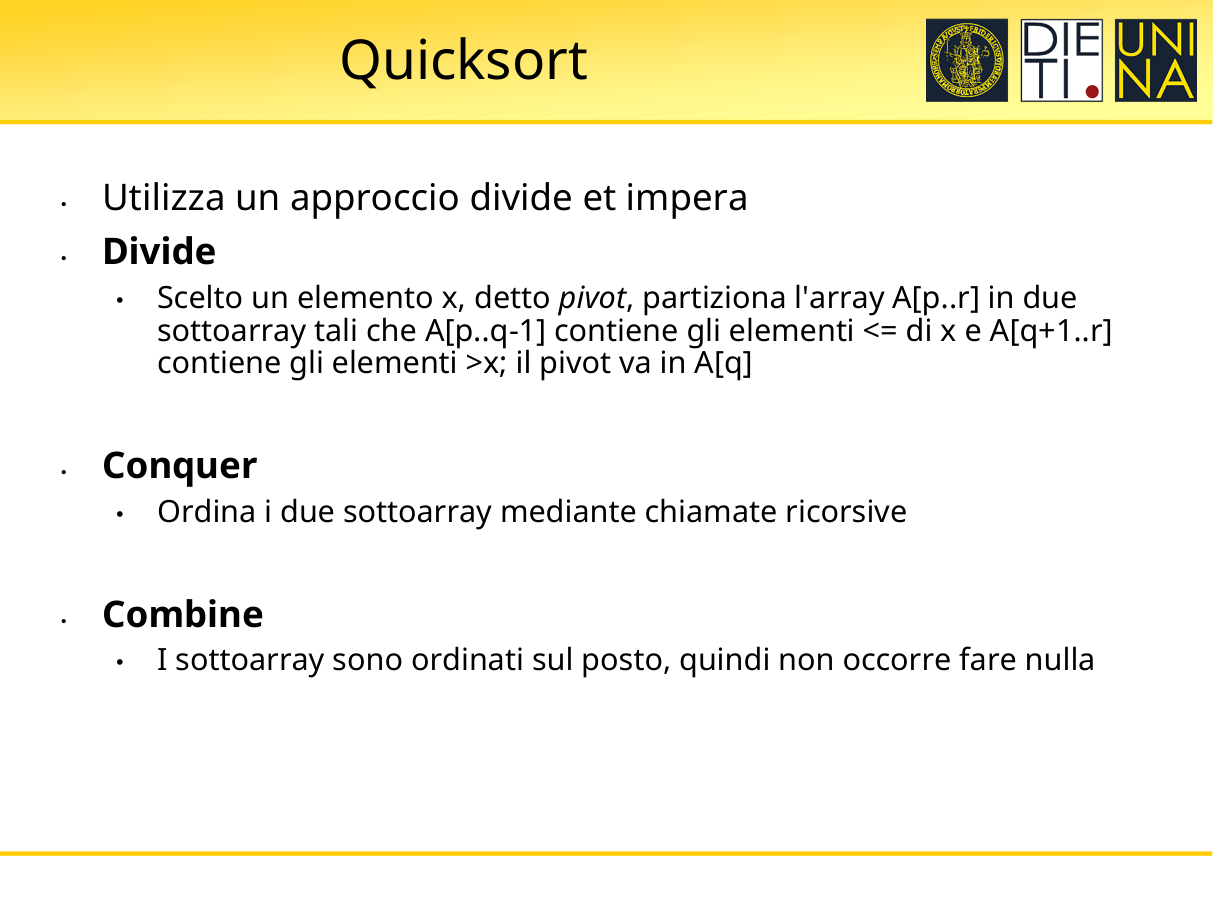 Quicksort
DIE
TI.
UNI
NA
• Utilizza un approccio divide et impera
• Divide
• Scelto un elemento x, detto pivot, partiziona l'array A[p..r] in due
sottoarray tali che A[p..q-1] contiene gli elementi <= di x e A[q+1..r]
contiene gli elementi >x; il pivot va in A[q]
• Conquer
• Ordina i due sottoarray mediante chiamate ricorsive
• Combine
• I sottoarray sono ordinati sul posto, quindi non occorre fare nulla